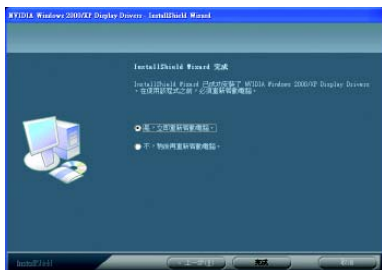 NVIDIA Windows 2000/XP Display Drivers - InstallShield Wizard
InstallShield Wizard 完成
InstallShield Wizard 已成功安裝了 NVIDIA Windows 2000/XP Display Drivers
。在使用該程式之前，必須重新啟動電腦。
是，立即重新啟動電腦。
不，稍後再重新啟動電腦。
InstallShield
< 上一步(B)
完成
取消